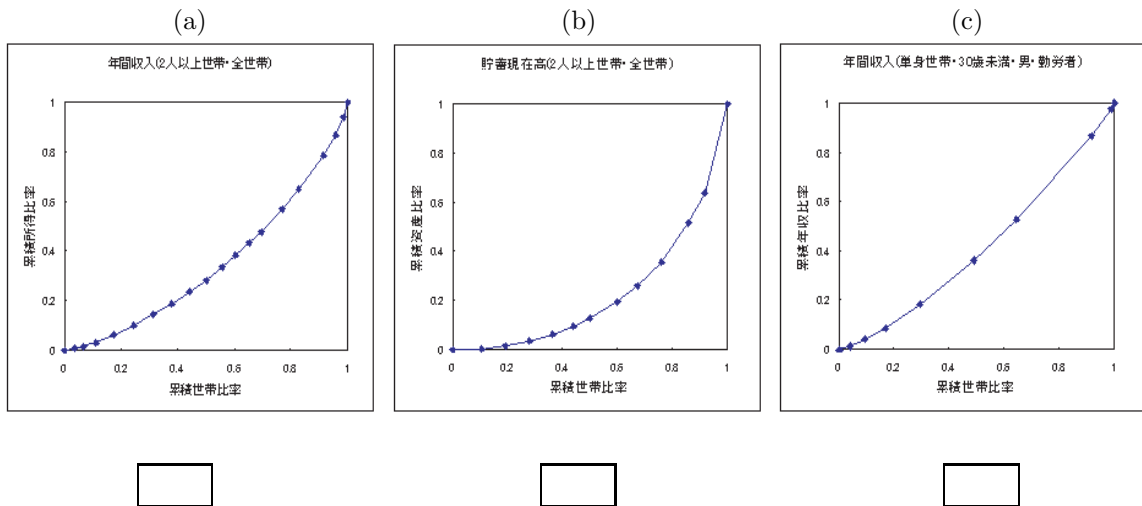 (a)
(b)
(c)
年間収入(2人以上世帯・全世帯)
1
0.8
0.6
0.4
0.2
0
累積所得比率
0 0.2 0.4 0.6 0.8 1
累積世帯比率
貯蓄現在高(2人以上世帯・全世帯)
1
0.8
0.6
0.4
0.2
0
累積資産比率
0 0.2 0.4 0.6 0.8 1
累積世帯比率
年間収入(単身世帯・30歳未満・男・勤労者)
1
0.8
0.6
0.4
0.2
0
累積年収比率
0 0.2 0.4 0.6 0.8 1
累積世帯比率